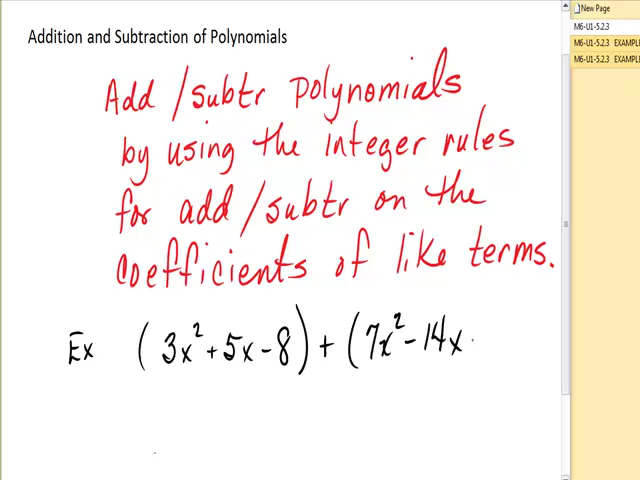 New Page
M6-U1-5.2.3
M6-U1-5.2.3 EXAMPLE
M6-U1-5.2.3 EXAM
Addition and Subtraction of Polynomials
Add /subtr polynomials
by using the integer rules
for add /subtr on the
coefficients of like terms.
Ex (3x² + 5x - 8) + (7x² - 14x